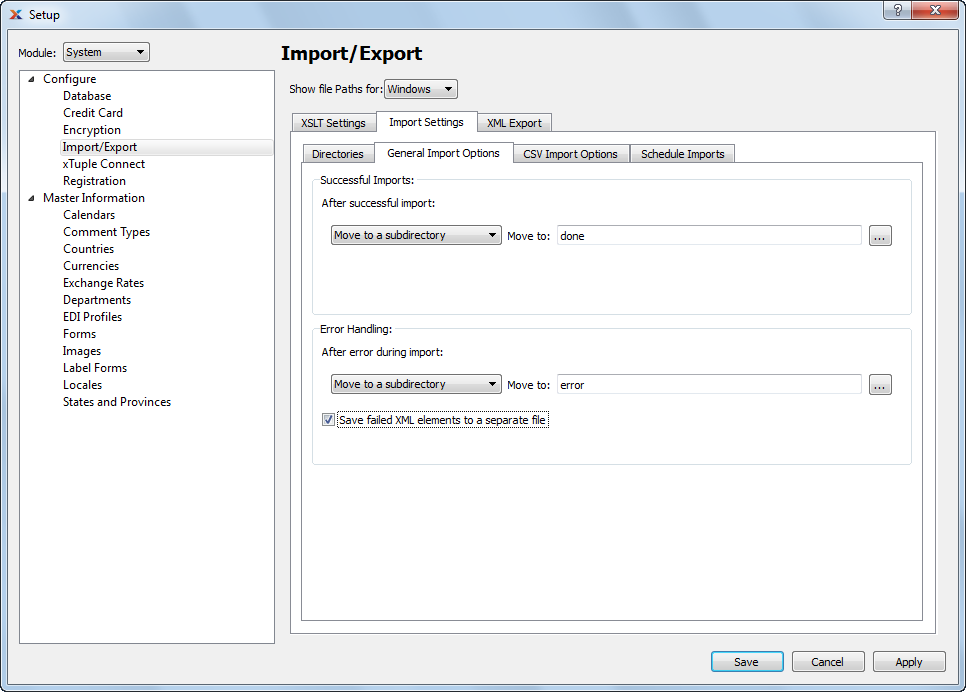 Setup
Module: System
Configure
Database
Credit Card
Encryption
Import/Export
xTuple Connect
Registration
Master Information
Calendars
Comment Types
Countries
Currencies
Exchange Rates
Departments
EDI Profiles
Forms
Images
Label Forms
Locales
States and Provinces
Import/Export
Show file Paths for: Windows
XSLT Settings Import Settings XML Export
Directories General Import Options CSV Import Options Schedule Imports
Successful Imports:
After successful import:
Move to a subdirectory Move to: done ...
Error Handling:
After error during import:
Move to a subdirectory Move to: error ...
Save failed XML elements to a separate file
Save Cancel Apply